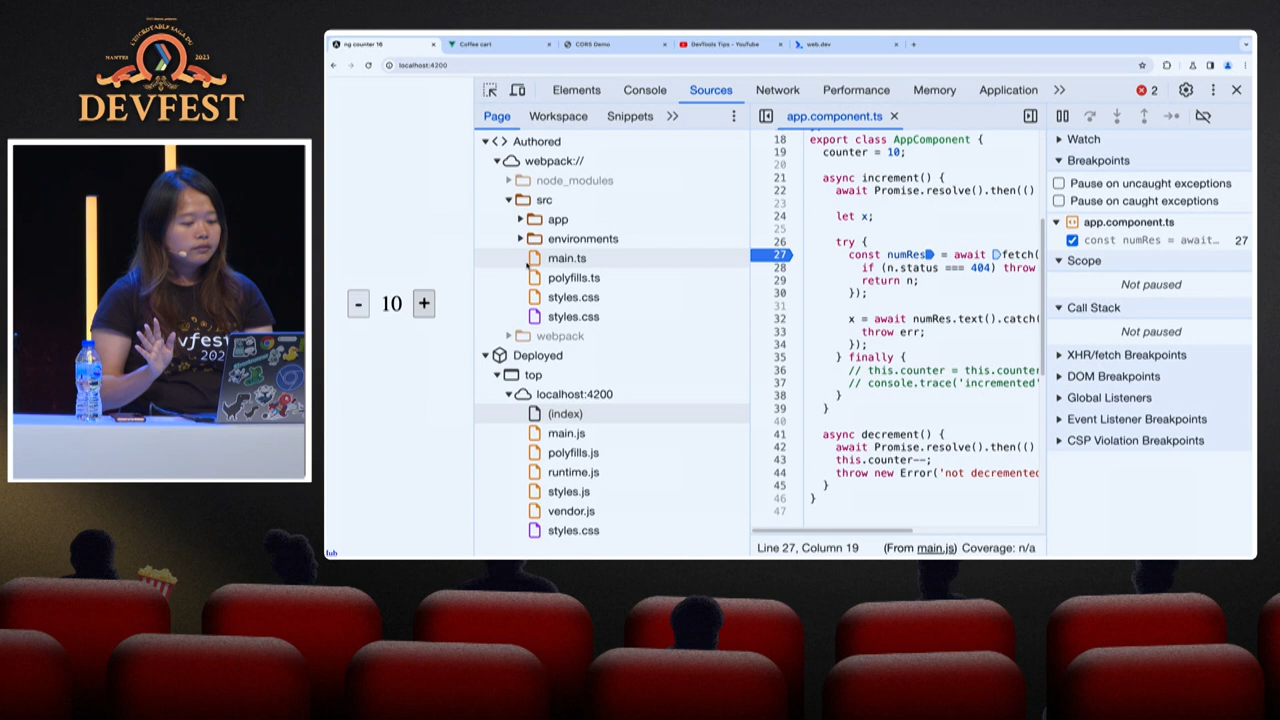 L'INCROYABLE SAGA DU
NANTES
2023
DEVFEST
vfest
202
ng counter 16
Coffee cart
CORS Demo
DevTools Tips - YouTube
web.dev
localhost:4200
Elements
Console
Sources
Network
Performance
Memory
Application
2
Page
Workspace
Snippets
app.component.ts
Authored
webpack://
node_modules
src
app
environments
main.ts
polyfills.ts
styles.css
styles.css
webpack
Deployed
top
localhost:4200
(index)
main.js
polyfills.js
runtime.js
styles.js
vendor.js
styles.css
- 10 +
18 export class AppComponent {
19 counter = 10;
20
21 async increment() {
22 await Promise.resolve().then(()
23
24 let x;
25
26 try {
27 const numRes = await fetch(
28 if (n.status === 404) throw
29 return n;
30 });
31
32 x = await numRes.text().catch(
33 throw err;
34 });
35 } finally {
36 // this.counter = this.counter
37 // console.trace('incremented'
38 }
39 }
40
41 async decrement() {
42 await Promise.resolve().then(()
43 this.counter--;
44 throw new Error('not decremented
45 }
46 }
47
Line 27, Column 19 (From main.js) Coverage: n/a
Watch
Breakpoints
Pause on uncaught exceptions
Pause on caught exceptions
app.component.ts
const numRes = await… 27
Scope
Not paused
Call Stack
Not paused
XHR/fetch Breakpoints
DOM Breakpoints
Global Listeners
Event Listener Breakpoints
CSP Violation Breakpoints